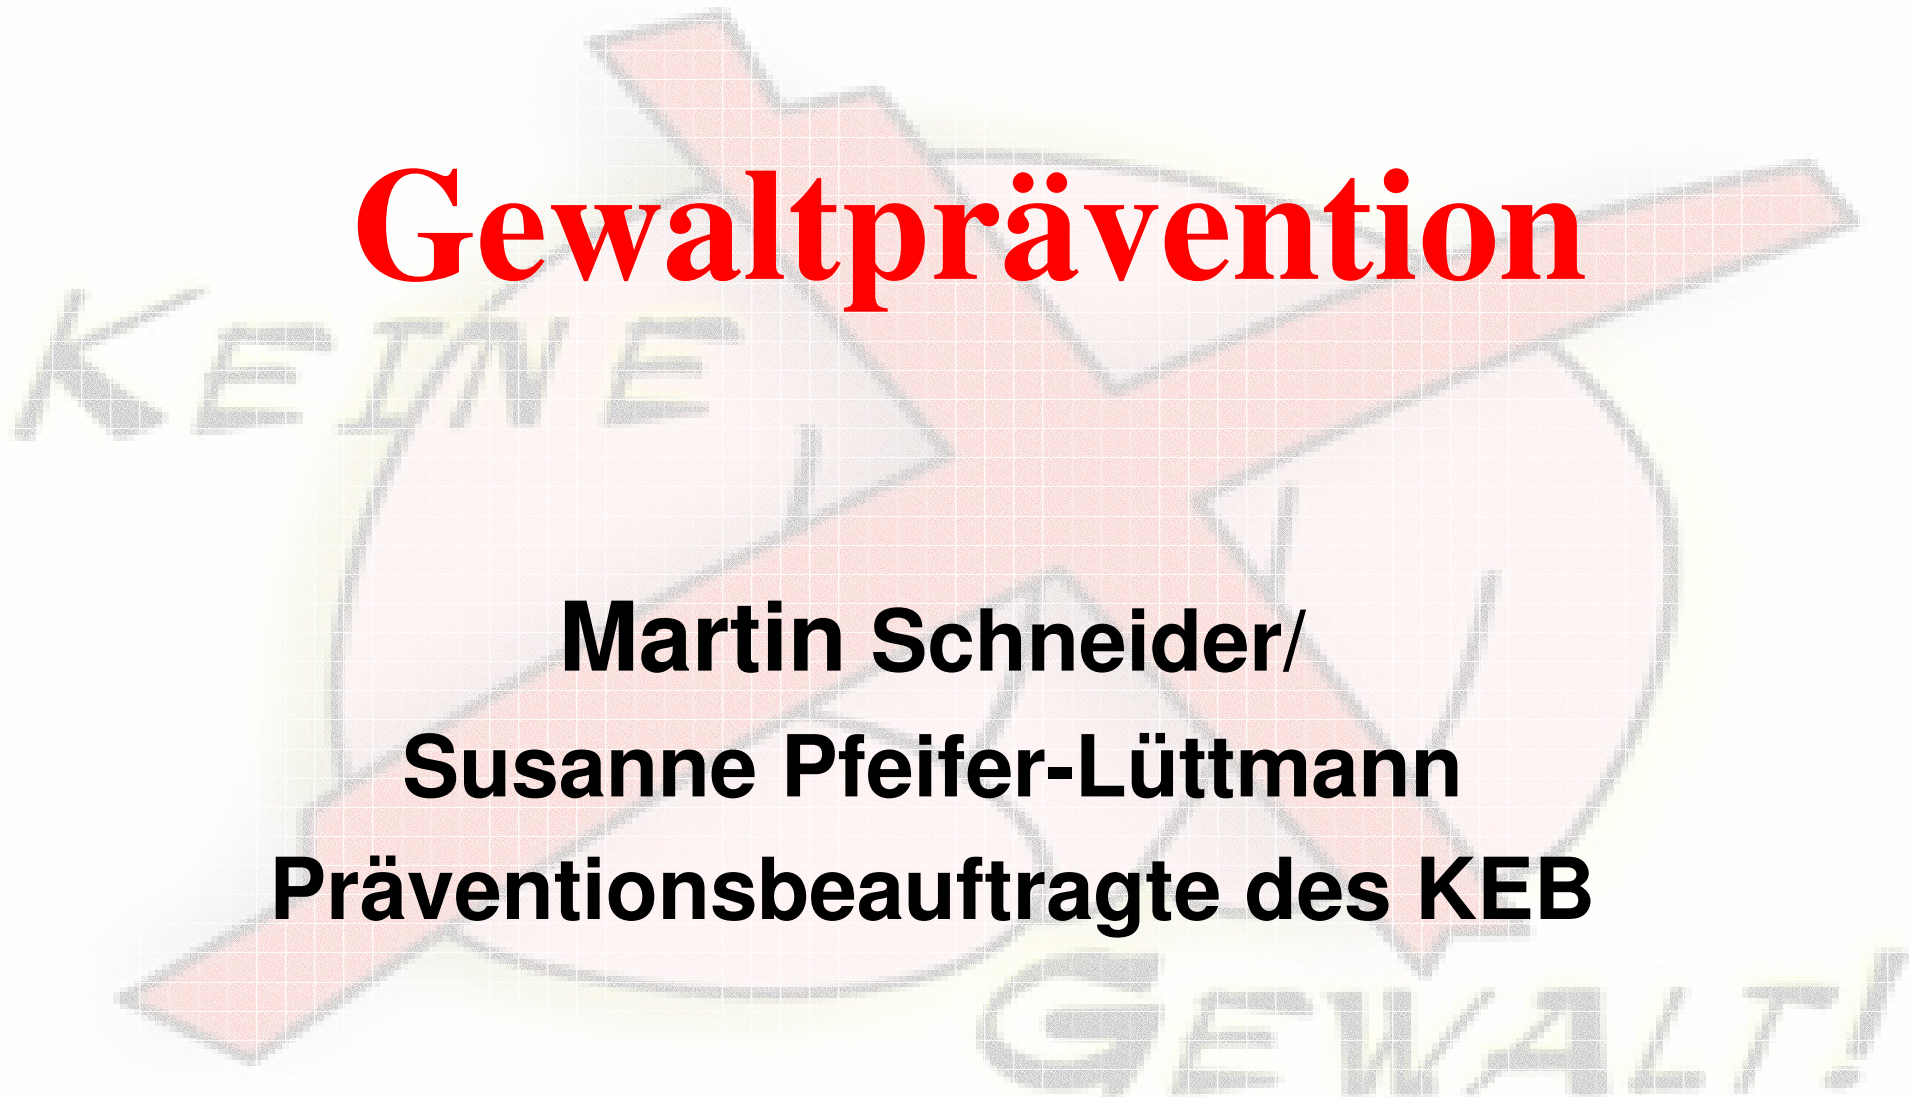 Gewaltprävention
KEINE
Martin Schneider/
Susanne Pfeifer-Lüttmann
Präventionsbeauftragte des KEB
GEWALT!